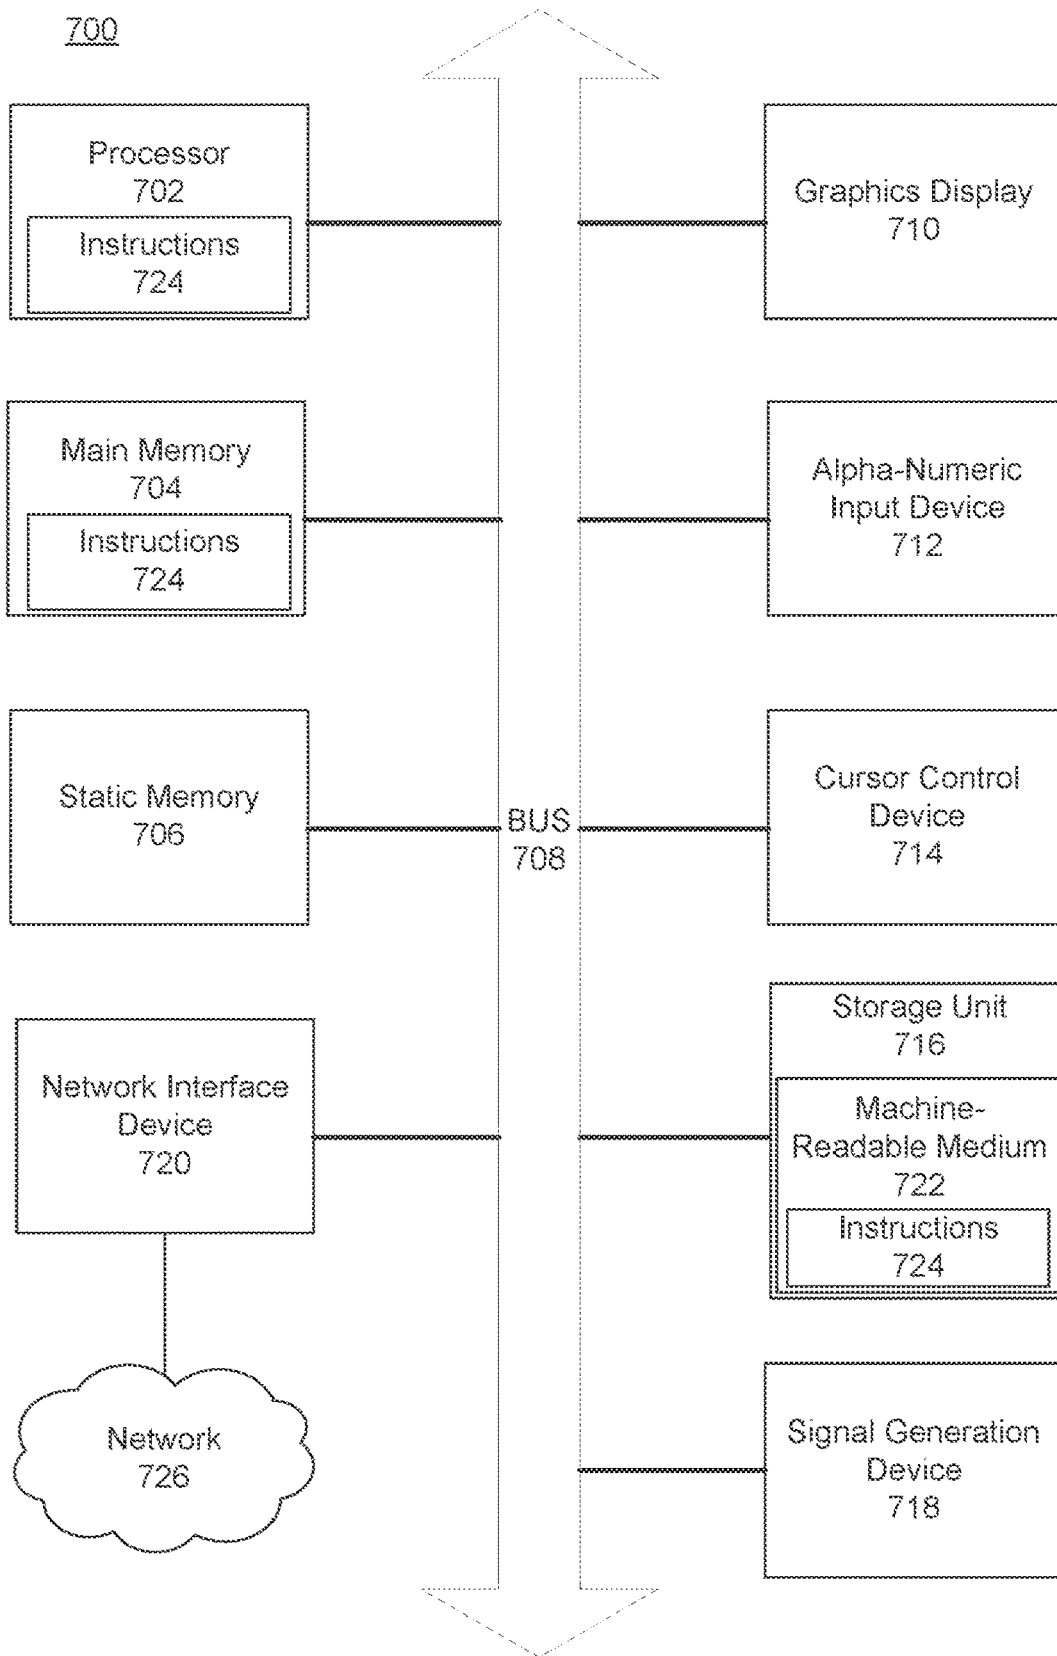 700
Processor
702
Instructions
724
Main Memory
704
Instructions
724
Static Memory
706
Network Interface
Device
720
Network
726
BUS
708
Graphics Display
710
Alpha-Numeric
Input Device
712
Cursor Control
Device
714
Storage Unit
716
Machine-
Readable Medium
722
Instructions
724
Signal Generation
Device
718